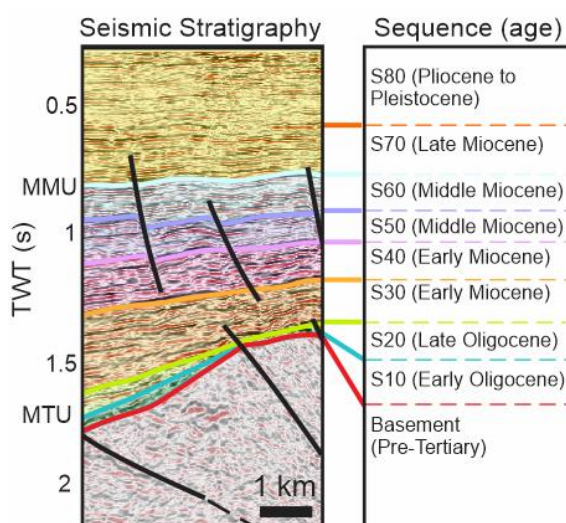 Seismic Stratigraphy
Sequence (age)
0.5
MMU
1
TWT (s)
1.5
MTU
2
1 km
S80 (Pliocene to
Pleistocene)
S70 (Late Miocene)
S60 (Middle Miocene)
S50 (Middle Miocene)
S40 (Early Miocene)
S30 (Early Miocene)
S20 (Late Oligocene)
S10 (Early Oligocene)
Basement
(Pre-Tertiary)